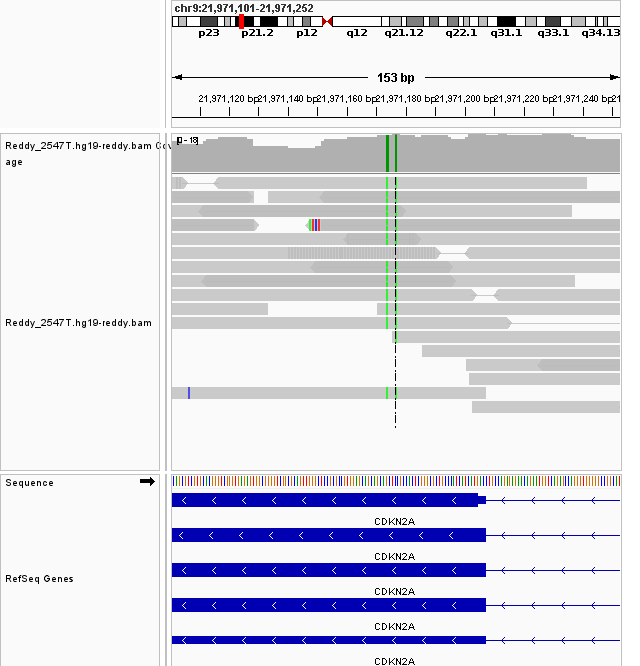 chr9:21,971,101-21,971,252
p23 p21.2 p12 q12 q21.12 q22.1 q31.1 q33.1 q34.13
153 bp
21,971,120 bp 21,971,140 bp 21,971,160 bp 21,971,180 bp 21,971,200 bp 21,971,220 bp 21,971,240 bp 21
Reddy_2547T.hg19-reddy.bam Cov
age
Reddy_2547T.hg19-reddy.bam
Sequence
CDKN2A
CDKN2A
RefSeq Genes
CDKN2A
CDKN2A
CDKN2A